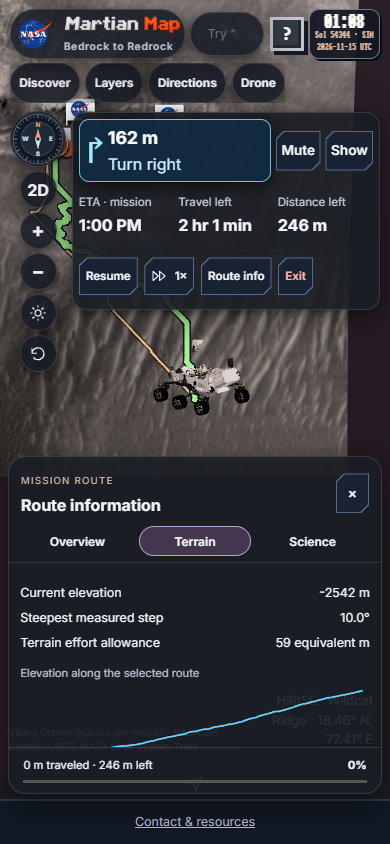 NASA
Martian Map
Bedrock to Redrock
Try "
?
01:08
Sol 54344 · SIM
2026-11-15 UTC
Discover
Layers
Directions
Drone
NASA
N
W
E
S
162 m
Turn right
Mute
Show
2D
ETA · mission
Travel left
Distance left
1:00 PM
2 hr 1 min
246 m
+
−
Resume
1×
Route info
Exit
MISSION ROUTE
Route information
×
Overview
Terrain
Science
Current elevation
-2542 m
Steepest measured step
10.0°
Terrain effort allowance
59 equivalent m
Elevation along the selected route
HiRISE · Wildcat
Ridge · 18.46° N,
77.41° E
Viking Orbiter global color mosaic
0 m traveled · 246 m left
0%
Contact & resources